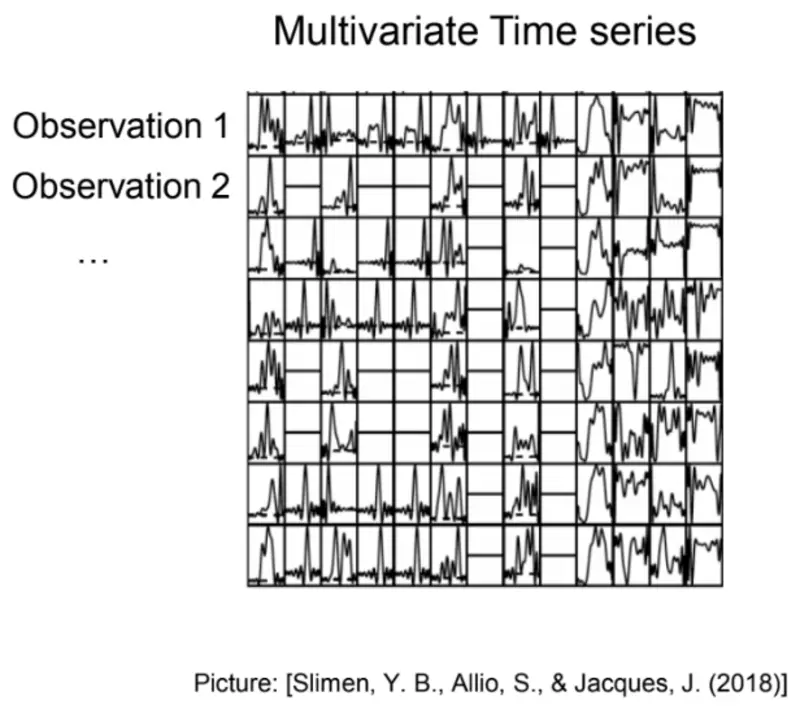 Multivariate Time series
Observation 1
Observation 2
...
Picture: [Slimen, Y. B., Allio, S., & Jacques, J. (2018)]